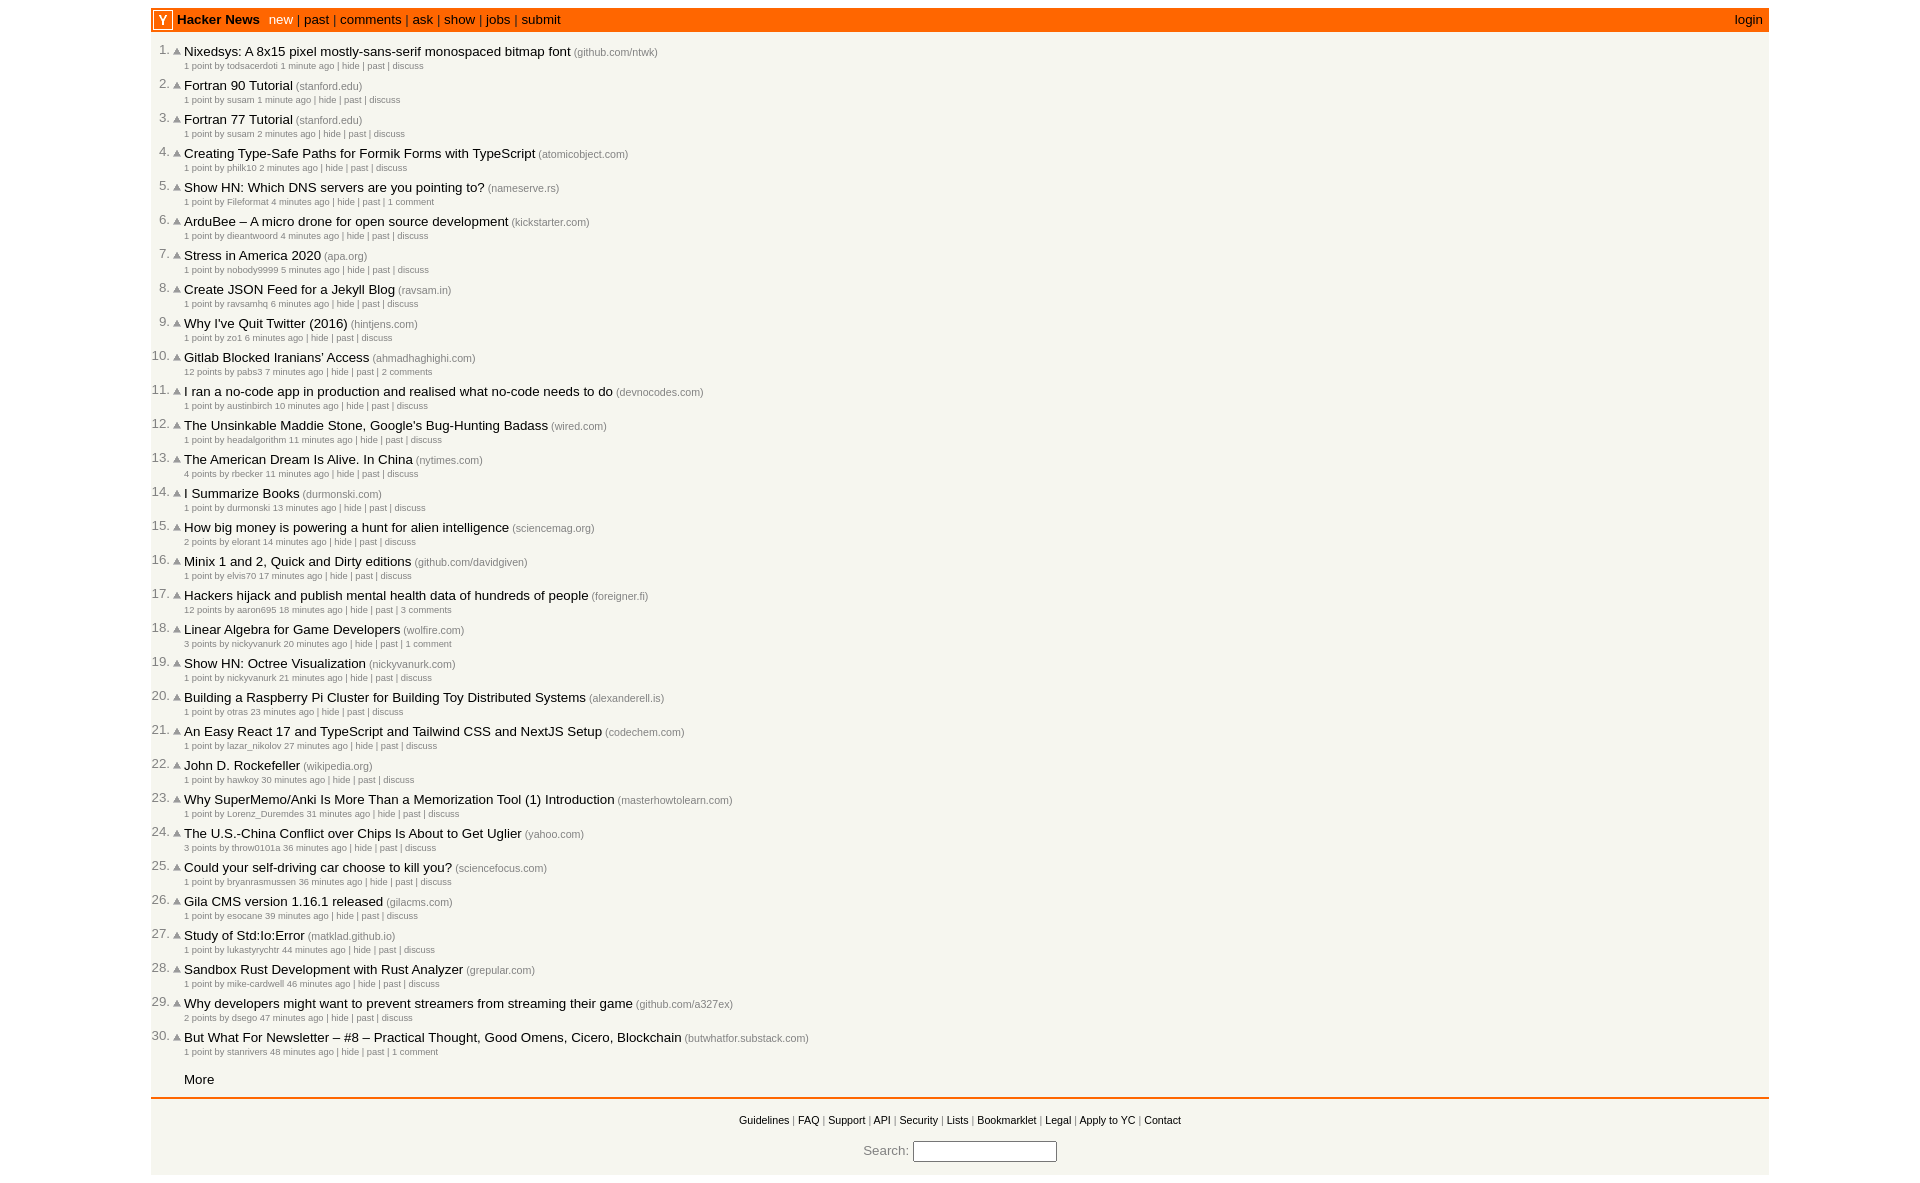 Y Hacker News new | past | comments | ask | show | jobs | submit login
1. Nixedsys: A 8x15 pixel mostly-sans-serif monospaced bitmap font (github.com/ntwk)
1 point by todsacerdoti 1 minute ago | hide | past | discuss
2. Fortran 90 Tutorial (stanford.edu)
1 point by susam 1 minute ago | hide | past | discuss
3. Fortran 77 Tutorial (stanford.edu)
1 point by susam 2 minutes ago | hide | past | discuss
4. Creating Type-Safe Paths for Formik Forms with TypeScript (atomicobject.com)
1 point by philk10 2 minutes ago | hide | past | discuss
5. Show HN: Which DNS servers are you pointing to? (nameserve.rs)
1 point by Fileformat 4 minutes ago | hide | past | 1 comment
6. ArduBee – A micro drone for open source development (kickstarter.com)
1 point by dieantwoord 4 minutes ago | hide | past | discuss
7. Stress in America 2020 (apa.org)
1 point by nobody9999 5 minutes ago | hide | past | discuss
8. Create JSON Feed for a Jekyll Blog (ravsam.in)
1 point by ravsamhq 6 minutes ago | hide | past | discuss
9. Why I've Quit Twitter (2016) (hintjens.com)
1 point by zo1 6 minutes ago | hide | past | discuss
10. Gitlab Blocked Iranians' Access (ahmadhaghighi.com)
12 points by pabs3 7 minutes ago | hide | past | 2 comments
11. I ran a no-code app in production and realised what no-code needs to do (devnocodes.com)
1 point by austinbirch 10 minutes ago | hide | past | discuss
12. The Unsinkable Maddie Stone, Google's Bug-Hunting Badass (wired.com)
1 point by headalgorithm 11 minutes ago | hide | past | discuss
13. The American Dream Is Alive. In China (nytimes.com)
4 points by rbecker 11 minutes ago | hide | past | discuss
14. I Summarize Books (durmonski.com)
1 point by durmonski 13 minutes ago | hide | past | discuss
15. How big money is powering a hunt for alien intelligence (sciencemag.org)
2 points by elorant 14 minutes ago | hide | past | discuss
16. Minix 1 and 2, Quick and Dirty editions (github.com/davidgiven)
1 point by elvis70 17 minutes ago | hide | past | discuss
17. Hackers hijack and publish mental health data of hundreds of people (foreigner.fi)
12 points by aaron695 18 minutes ago | hide | past | 3 comments
18. Linear Algebra for Game Developers (wolfire.com)
3 points by nickyvanurk 20 minutes ago | hide | past | 1 comment
19. Show HN: Octree Visualization (nickyvanurk.com)
1 point by nickyvanurk 21 minutes ago | hide | past | discuss
20. Building a Raspberry Pi Cluster for Building Toy Distributed Systems (alexanderell.is)
1 point by otras 23 minutes ago | hide | past | discuss
21. An Easy React 17 and TypeScript and Tailwind CSS and NextJS Setup (codechem.com)
1 point by lazar_nikolov 27 minutes ago | hide | past | discuss
22. John D. Rockefeller (wikipedia.org)
1 point by hawkoy 30 minutes ago | hide | past | discuss
23. Why SuperMemo/Anki Is More Than a Memorization Tool (1) Introduction (masterhowtolearn.com)
1 point by Lorenz_Duremdes 31 minutes ago | hide | past | discuss
24. The U.S.-China Conflict over Chips Is About to Get Uglier (yahoo.com)
3 points by throw0101a 36 minutes ago | hide | past | discuss
25. Could your self-driving car choose to kill you? (sciencefocus.com)
1 point by bryanrasmussen 36 minutes ago | hide | past | discuss
26. Gila CMS version 1.16.1 released (gilacms.com)
1 point by esocane 39 minutes ago | hide | past | discuss
27. Study of Std:Io:Error (matklad.github.io)
1 point by lukastyrychtr 44 minutes ago | hide | past | discuss
28. Sandbox Rust Development with Rust Analyzer (grepular.com)
1 point by mike-cardwell 46 minutes ago | hide | past | discuss
29. Why developers might want to prevent streamers from streaming their game (github.com/a327ex)
2 points by dsego 47 minutes ago | hide | past | discuss
30. But What For Newsletter – #8 – Practical Thought, Good Omens, Cicero, Blockchain (butwhatfor.substack.com)
1 point by stanrivers 48 minutes ago | hide | past | 1 comment
More
Guidelines | FAQ | Support | API | Security | Lists | Bookmarklet | Legal | Apply to YC | Contact
Search: